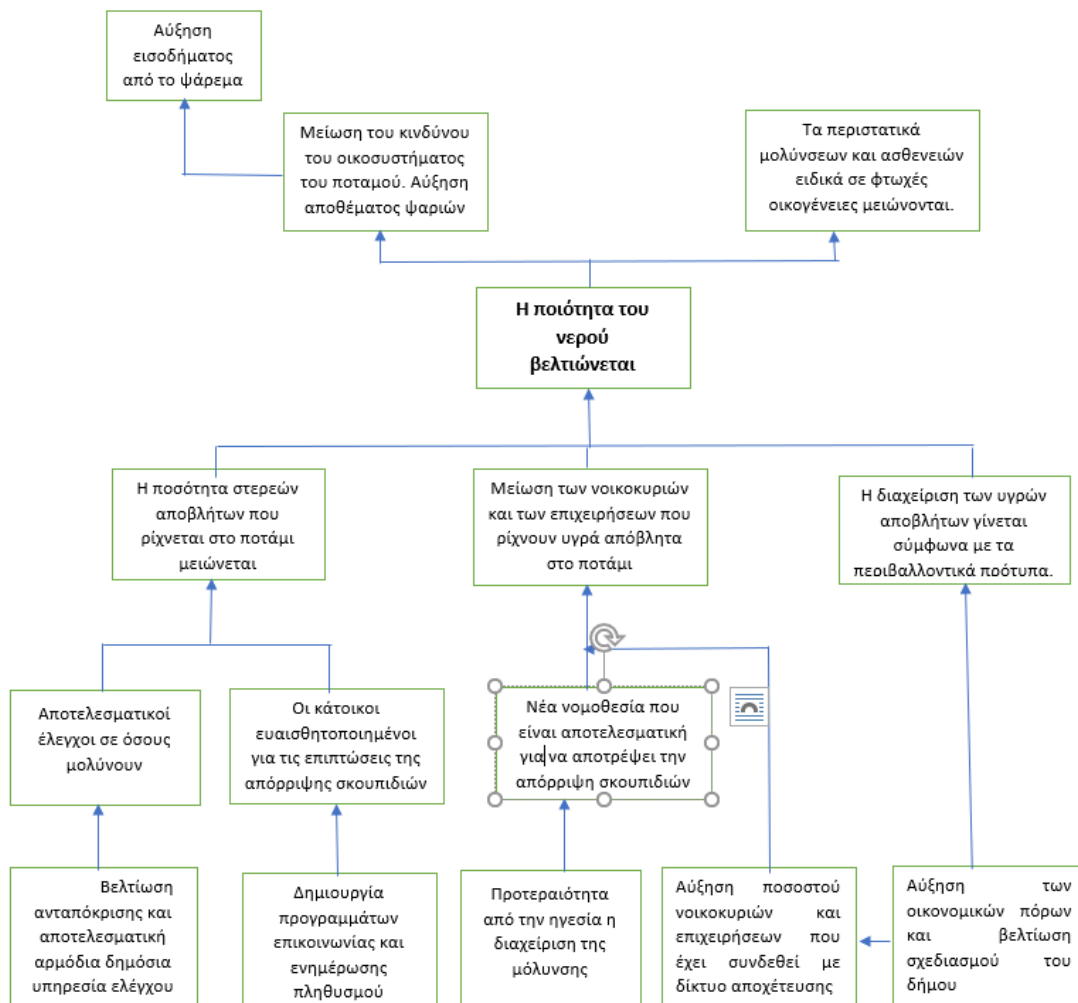 Αύξηση
εισοδήματος
από το ψάρεμα
Μείωση του κινδύνου
του οικοσυστήματος
του ποταμού. Αύξηση
αποθέματος ψαριών
Τα περιστατικά
μολύνσεων και ασθενειών
ειδικά σε φτωχές
οικογένειες μειώνονται.
Η ποιότητα του
νερού
βελτιώνεται
Η ποσότητα στερεών
αποβλήτων που
ρίχνεται στο ποτάμι
μειώνεται
Μείωση των νοικοκυριών
και των επιχειρήσεων που
ρίχνουν υγρά απόβλητα
στο ποτάμι
Η διαχείριση των υγρών
αποβλήτων γίνεται
σύμφωνα με τα
περιβαλλοντικά πρότυπα.
Αποτελεσματικοί
έλεγχοι σε όσους
μολύνουν
Οι κάτοικοι
ευαισθητοποιημένοι
για τις επιπτώσεις της
απόρριψης σκουπιδιών
Νέα νομοθεσία που
είναι αποτελεσματική
για να αποτρέψει την
απόρριψη σκουπιδιών
Βελτίωση
ανταπόκρισης και
αποτελεσματική
αρμόδια δημόσια
υπηρεσία ελέγχου
Δημιουργία
προγραμμάτων
επικοινωνίας και
ενημέρωσης
πληθυσμού
Προτεραιότητα
από την ηγεσία η
διαχείριση της
μόλυνσης
Αύξηση ποσοστού
νοικοκυριών και
επιχειρήσεων που
έχει συνδεθεί με
δίκτυο αποχέτευσης
Αύξηση των
οικονομικών πόρων
και βελτίωση
σχεδιασμού του
δήμου